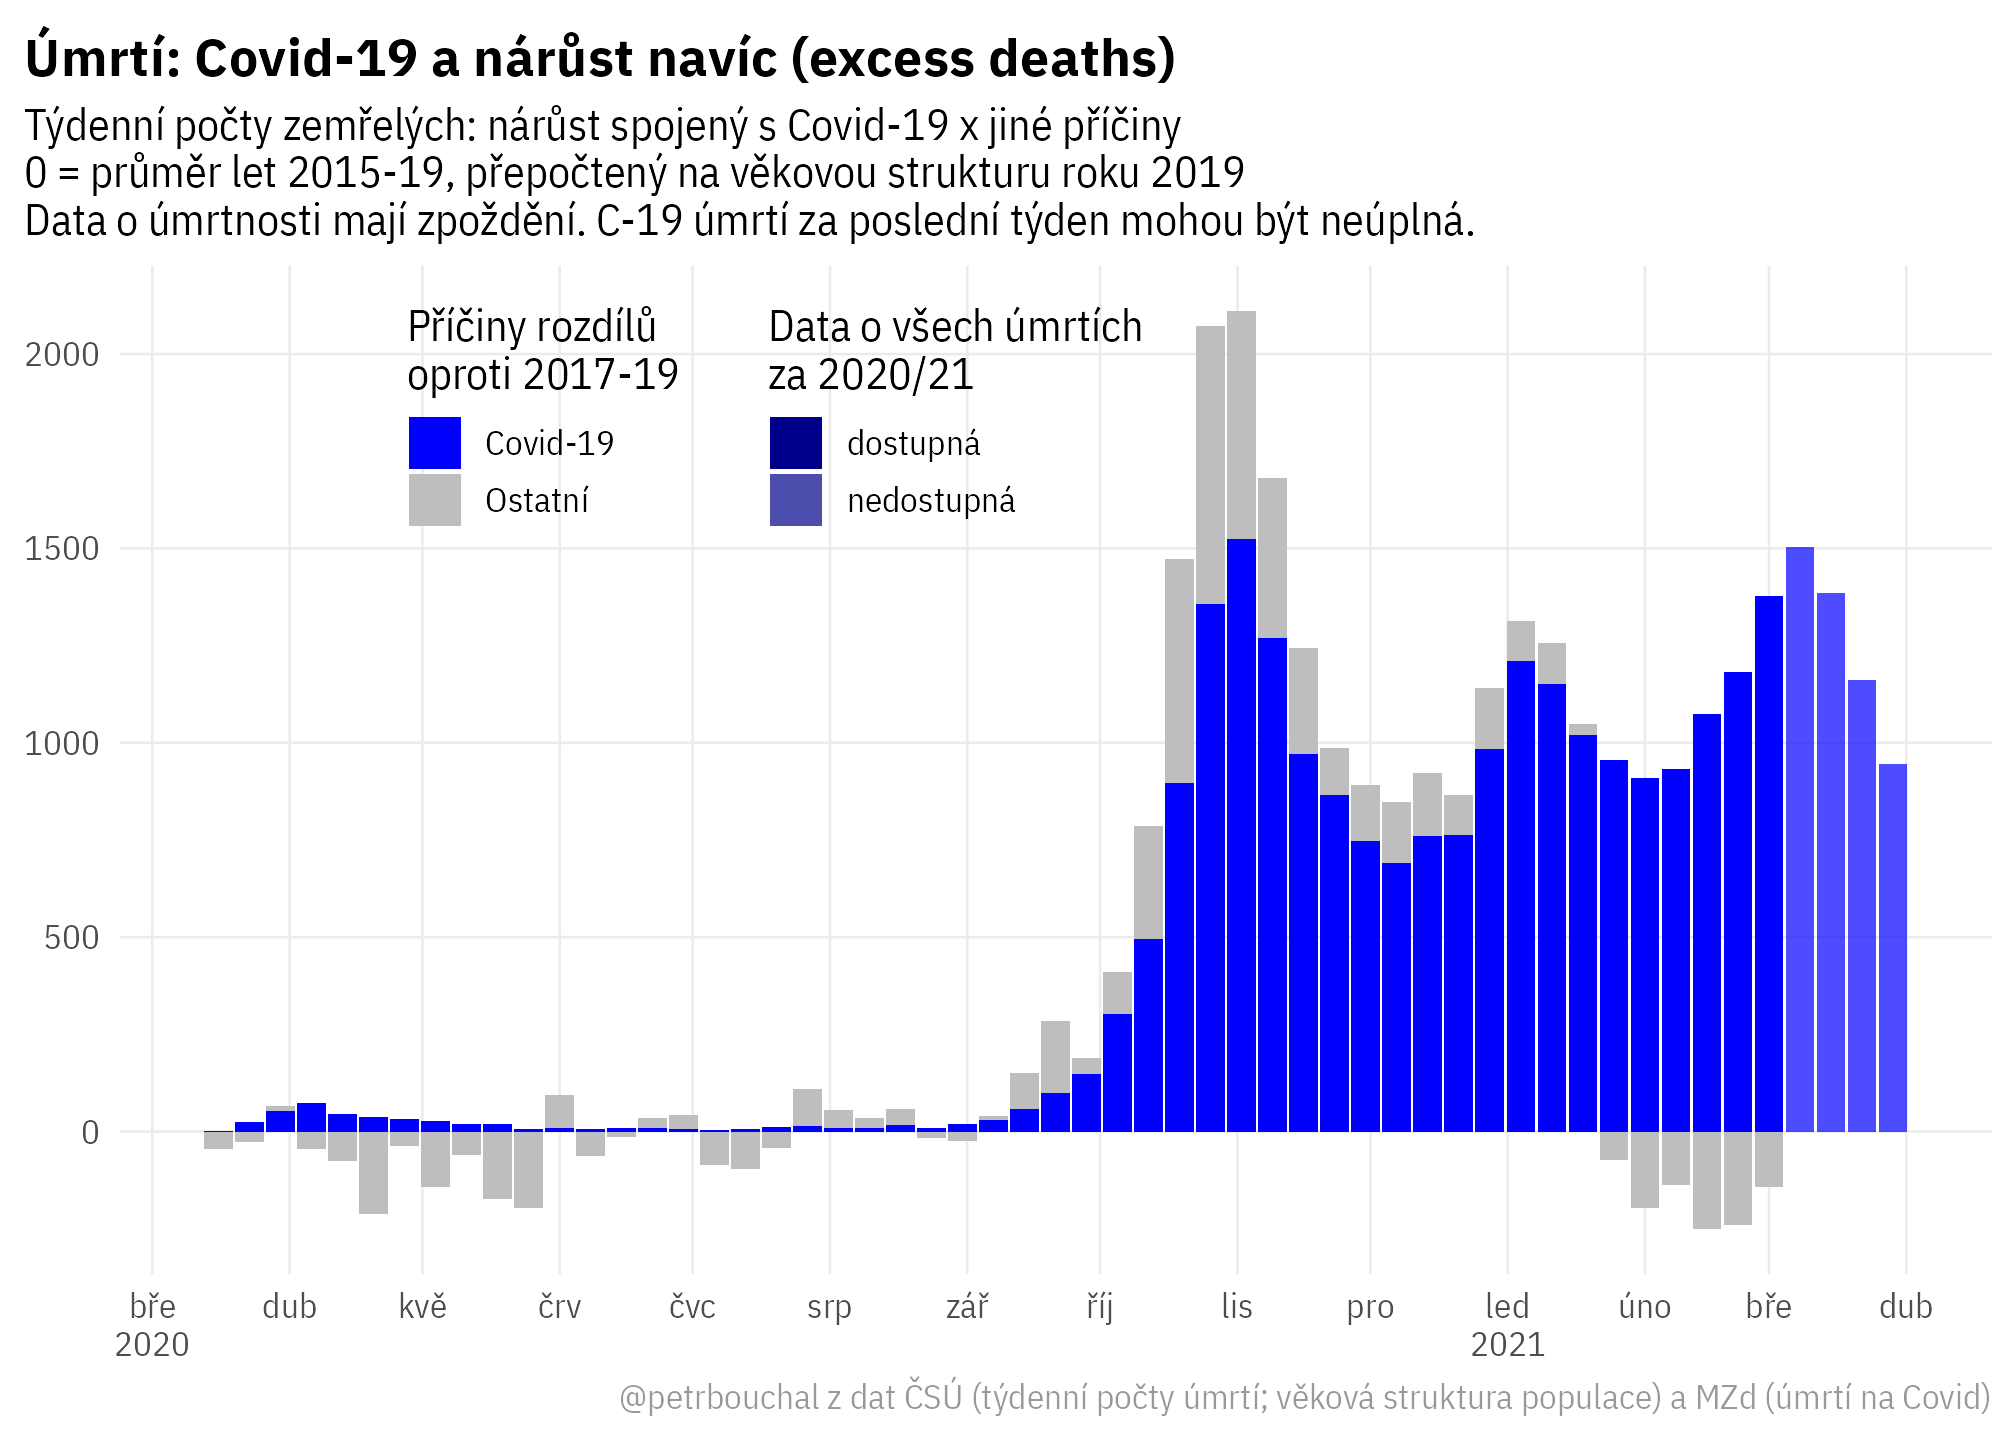 Úmrtí: Covid-19 a nárůst navíc (excess deaths)
Týdenní počty zemřelých: nárůst spojený s Covid-19 x jiné příčiny
0 = průměr let 2015-19, přepočtený na věkovou strukturu roku 2019
Data o úmrtnosti mají zpoždění. C-19 úmrtí za poslední týden mohou být neúplná.
Příčiny rozdílů
oproti 2017-19
Covid-19
Ostatní
Data o všech úmrtích
za 2020/21
dostupná
nedostupná
2000
1500
1000
500
0
bře dub kvě črv čvc srp zář říj lis pro led úno bře dub
2020 2021
@petrbouchal z dat ČSÚ (týdenní počty úmrtí; věková struktura populace) a MZd (úmrtí na Covid)